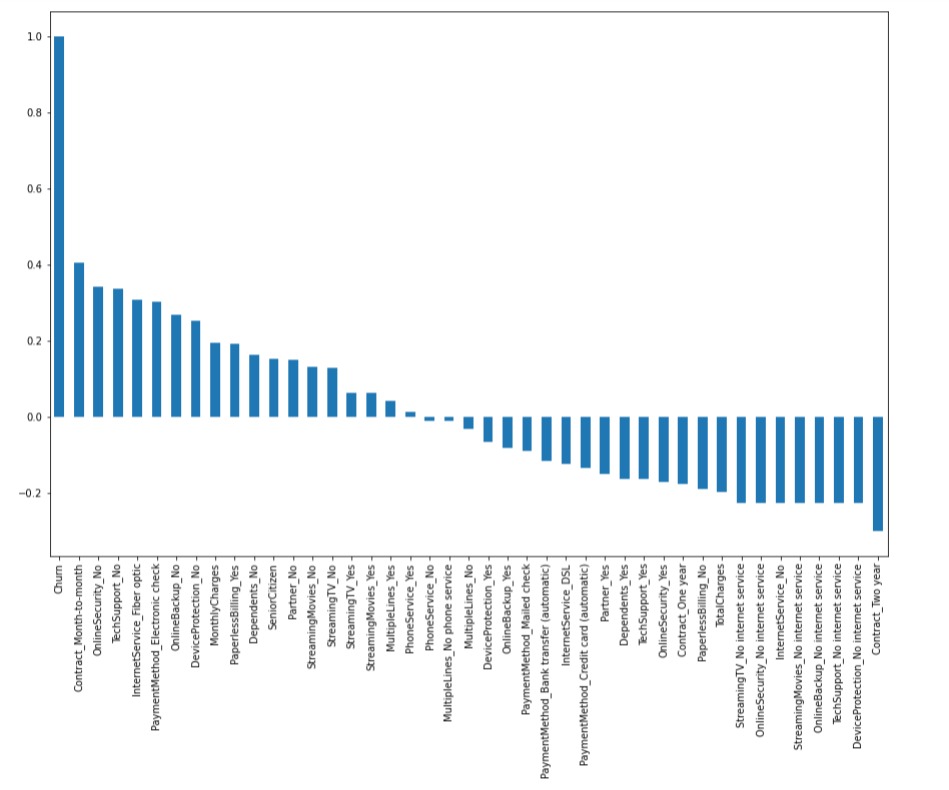 1.0
0.8
0.6
0.4
0.2
0.0
−0.2
Churn
Contract_Month-to-month
OnlineSecurity_No
TechSupport_No
InternetService_Fiber optic
PaymentMethod_Electronic check
OnlineBackup_No
DeviceProtection_No
MonthlyCharges
PaperlessBilling_Yes
Dependents_No
SeniorCitizen
Partner_No
StreamingMovies_No
StreamingTV_No
StreamingTV_Yes
StreamingMovies_Yes
MultipleLines_Yes
PhoneService_Yes
PhoneService_No
MultipleLines_No phone service
MultipleLines_No
DeviceProtection_Yes
OnlineBackup_Yes
PaymentMethod_Mailed check
PaymentMethod_Bank transfer (automatic)
InternetService_DSL
PaymentMethod_Credit card (automatic)
Partner_Yes
Dependents_Yes
TechSupport_Yes
OnlineSecurity_Yes
Contract_One year
PaperlessBilling_No
TotalCharges
StreamingTV_No internet service
OnlineSecurity_No internet service
InternetService_No
StreamingMovies_No internet service
OnlineBackup_No internet service
TechSupport_No internet service
DeviceProtection_No internet service
Contract_Two year